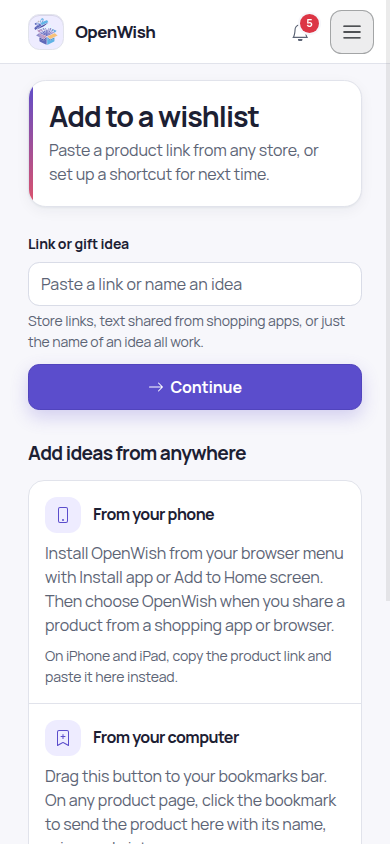 OpenWish
5
Add to a wishlist
Paste a product link from any store, or
set up a shortcut for next time.
Link or gift idea
Paste a link or name an idea
Store links, text shared from shopping apps, or just
the name of an idea all work.
Continue
Add ideas from anywhere
From your phone
Install OpenWish from your browser menu
with Install app or Add to Home screen.
Then choose OpenWish when you share a
product from a shopping app or browser.
On iPhone and iPad, copy the product link and
paste it here instead.
From your computer
Drag this button to your bookmarks bar.
On any product page, click the bookmark
to send the product here with its name,